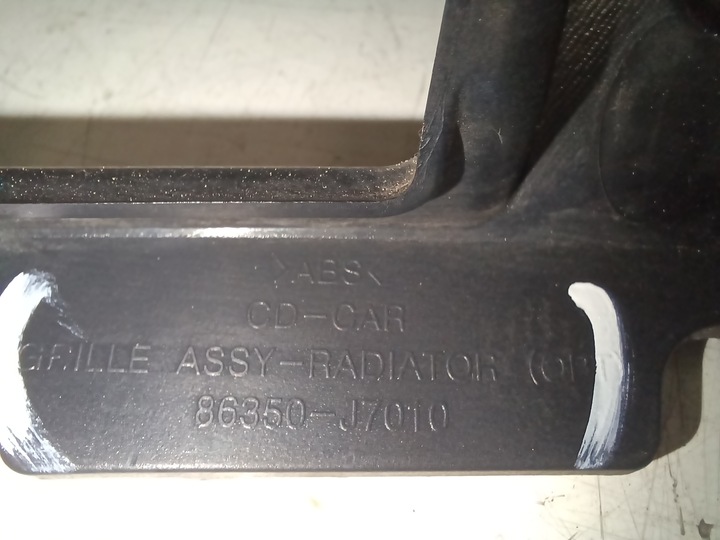 >ABS<
CD-CAR
GRILLE ASSY-RADIATOR
86350-J7010